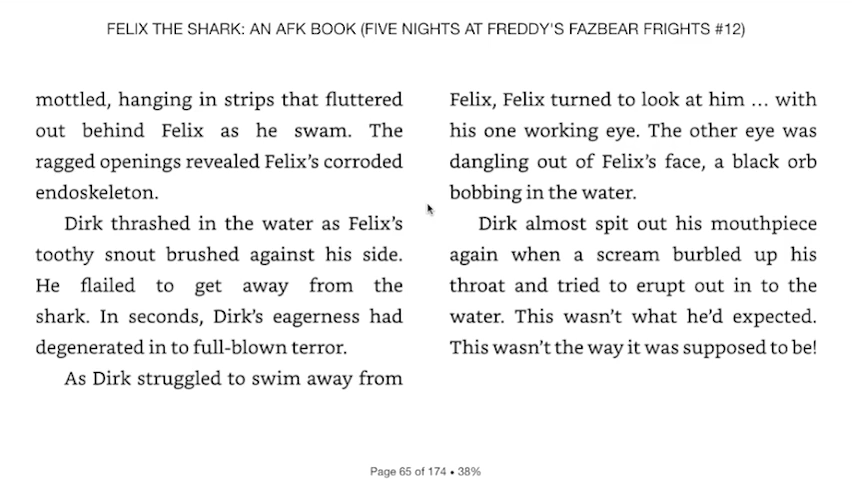 FELIX THE SHARK: AN AFK BOOK (FIVE NIGHTS AT FREDDY'S FAZBEAR FRIGHTS #12)
mottled, hanging in strips that fluttered
out behind Felix as he swam. The
ragged openings revealed Felix’s corroded
endoskeleton.
Dirk thrashed in the water as Felix’s
toothy snout brushed against his side.
He flailed to get away from the
shark. In seconds, Dirk’s eagerness had
degenerated in to full-blown terror.
As Dirk struggled to swim away from
Felix, Felix turned to look at him … with
his one working eye. The other eye was
dangling out of Felix’s face, a black orb
bobbing in the water.
Dirk almost spit out his mouthpiece
again when a scream burbled up his
throat and tried to erupt out in to the
water. This wasn’t what he’d expected.
This wasn’t the way it was supposed to be!
Page 65 of 174 • 38%